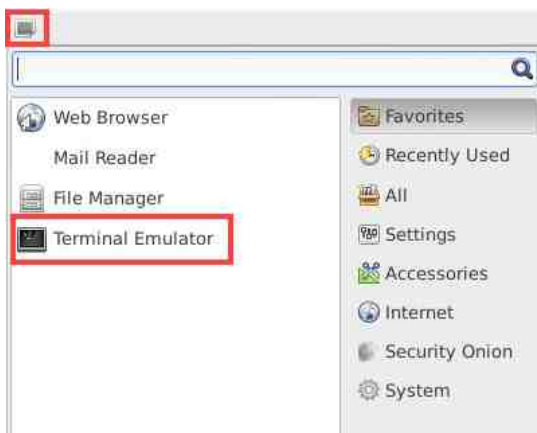 Web Browser
Mail Reader
File Manager
Terminal Emulator
Favorites
Recently Used
All
Settings
Accessories
Internet
Security Onion
System